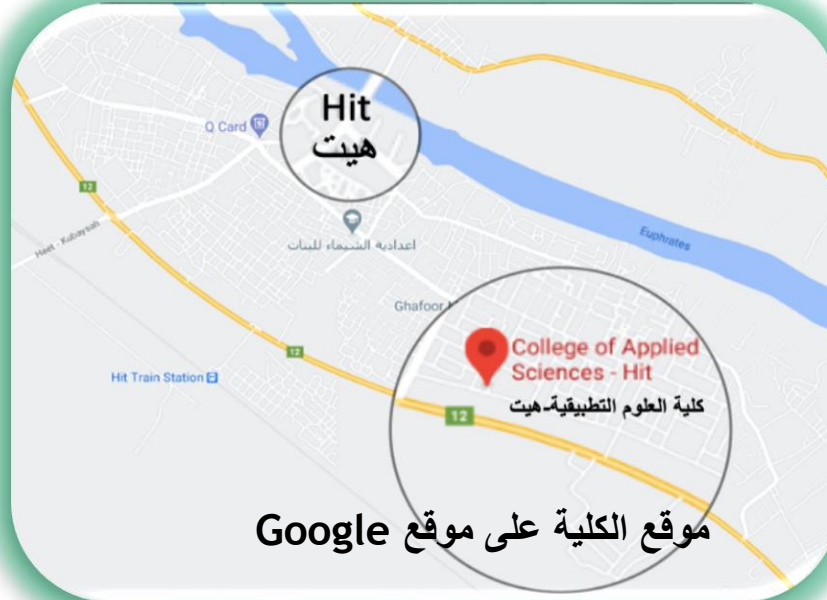 Hit
هيت
Q Card
12
Heet - Kubaysah
اعدادية الشيماء للبنات
Euphrates
Ghafoor
12
Hit Train Station
College of Applied
Sciences - Hit
كلية العلوم التطبيقية-هيت
12
موقع الكلية على موقع Google